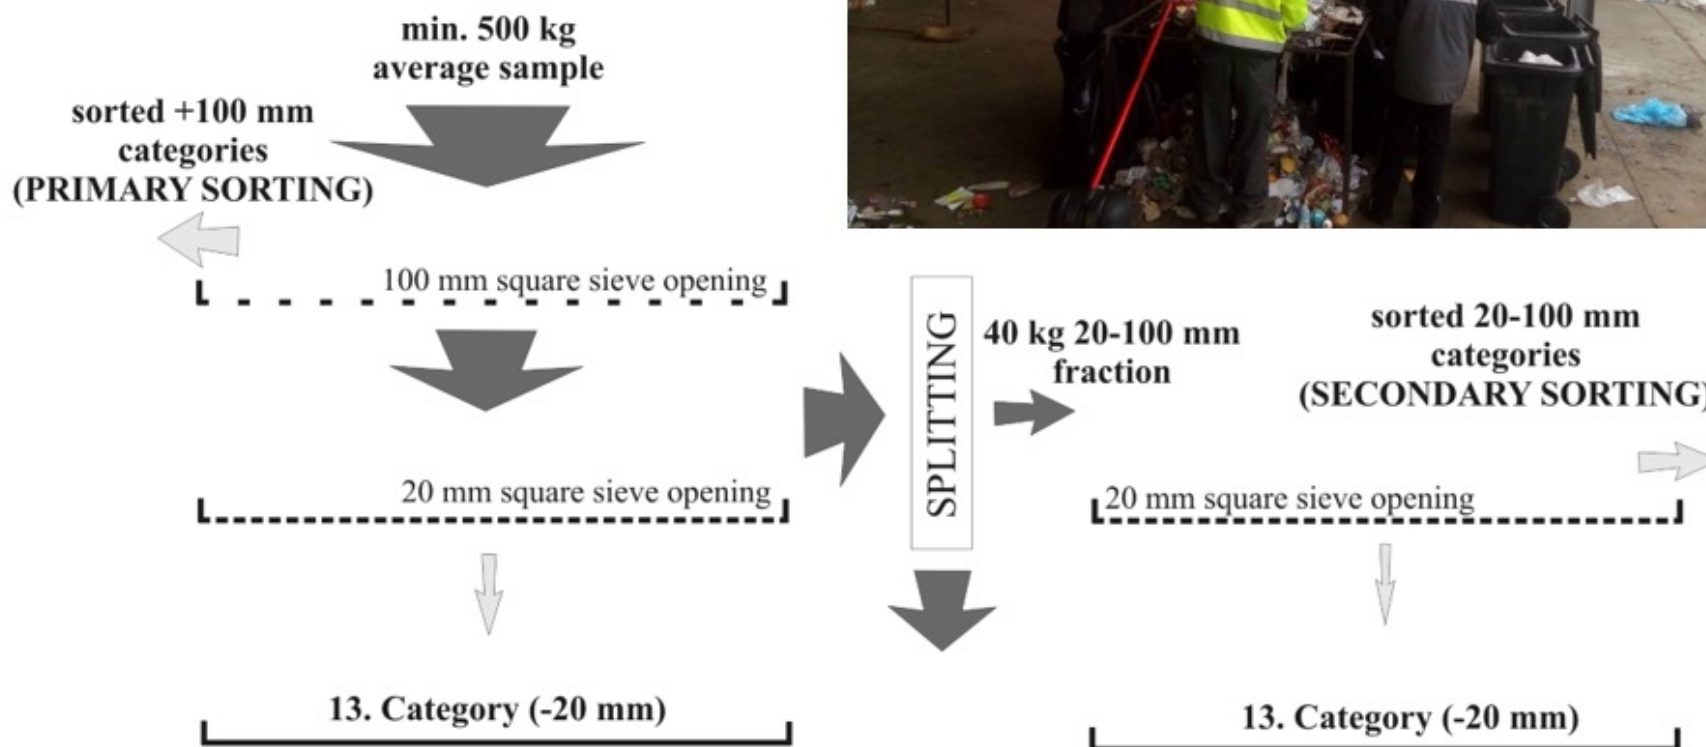 min. 500 kg
average sample
sorted +100 mm
categories
(PRIMARY SORTING)
100 mm square sieve opening
20 mm square sieve opening
13. Category (-20 mm)
SPLITTING
40 kg 20-100 mm
fraction
sorted 20-100 mm
categories
(SECONDARY SORTING)
20 mm square sieve opening
13. Category (-20 mm)